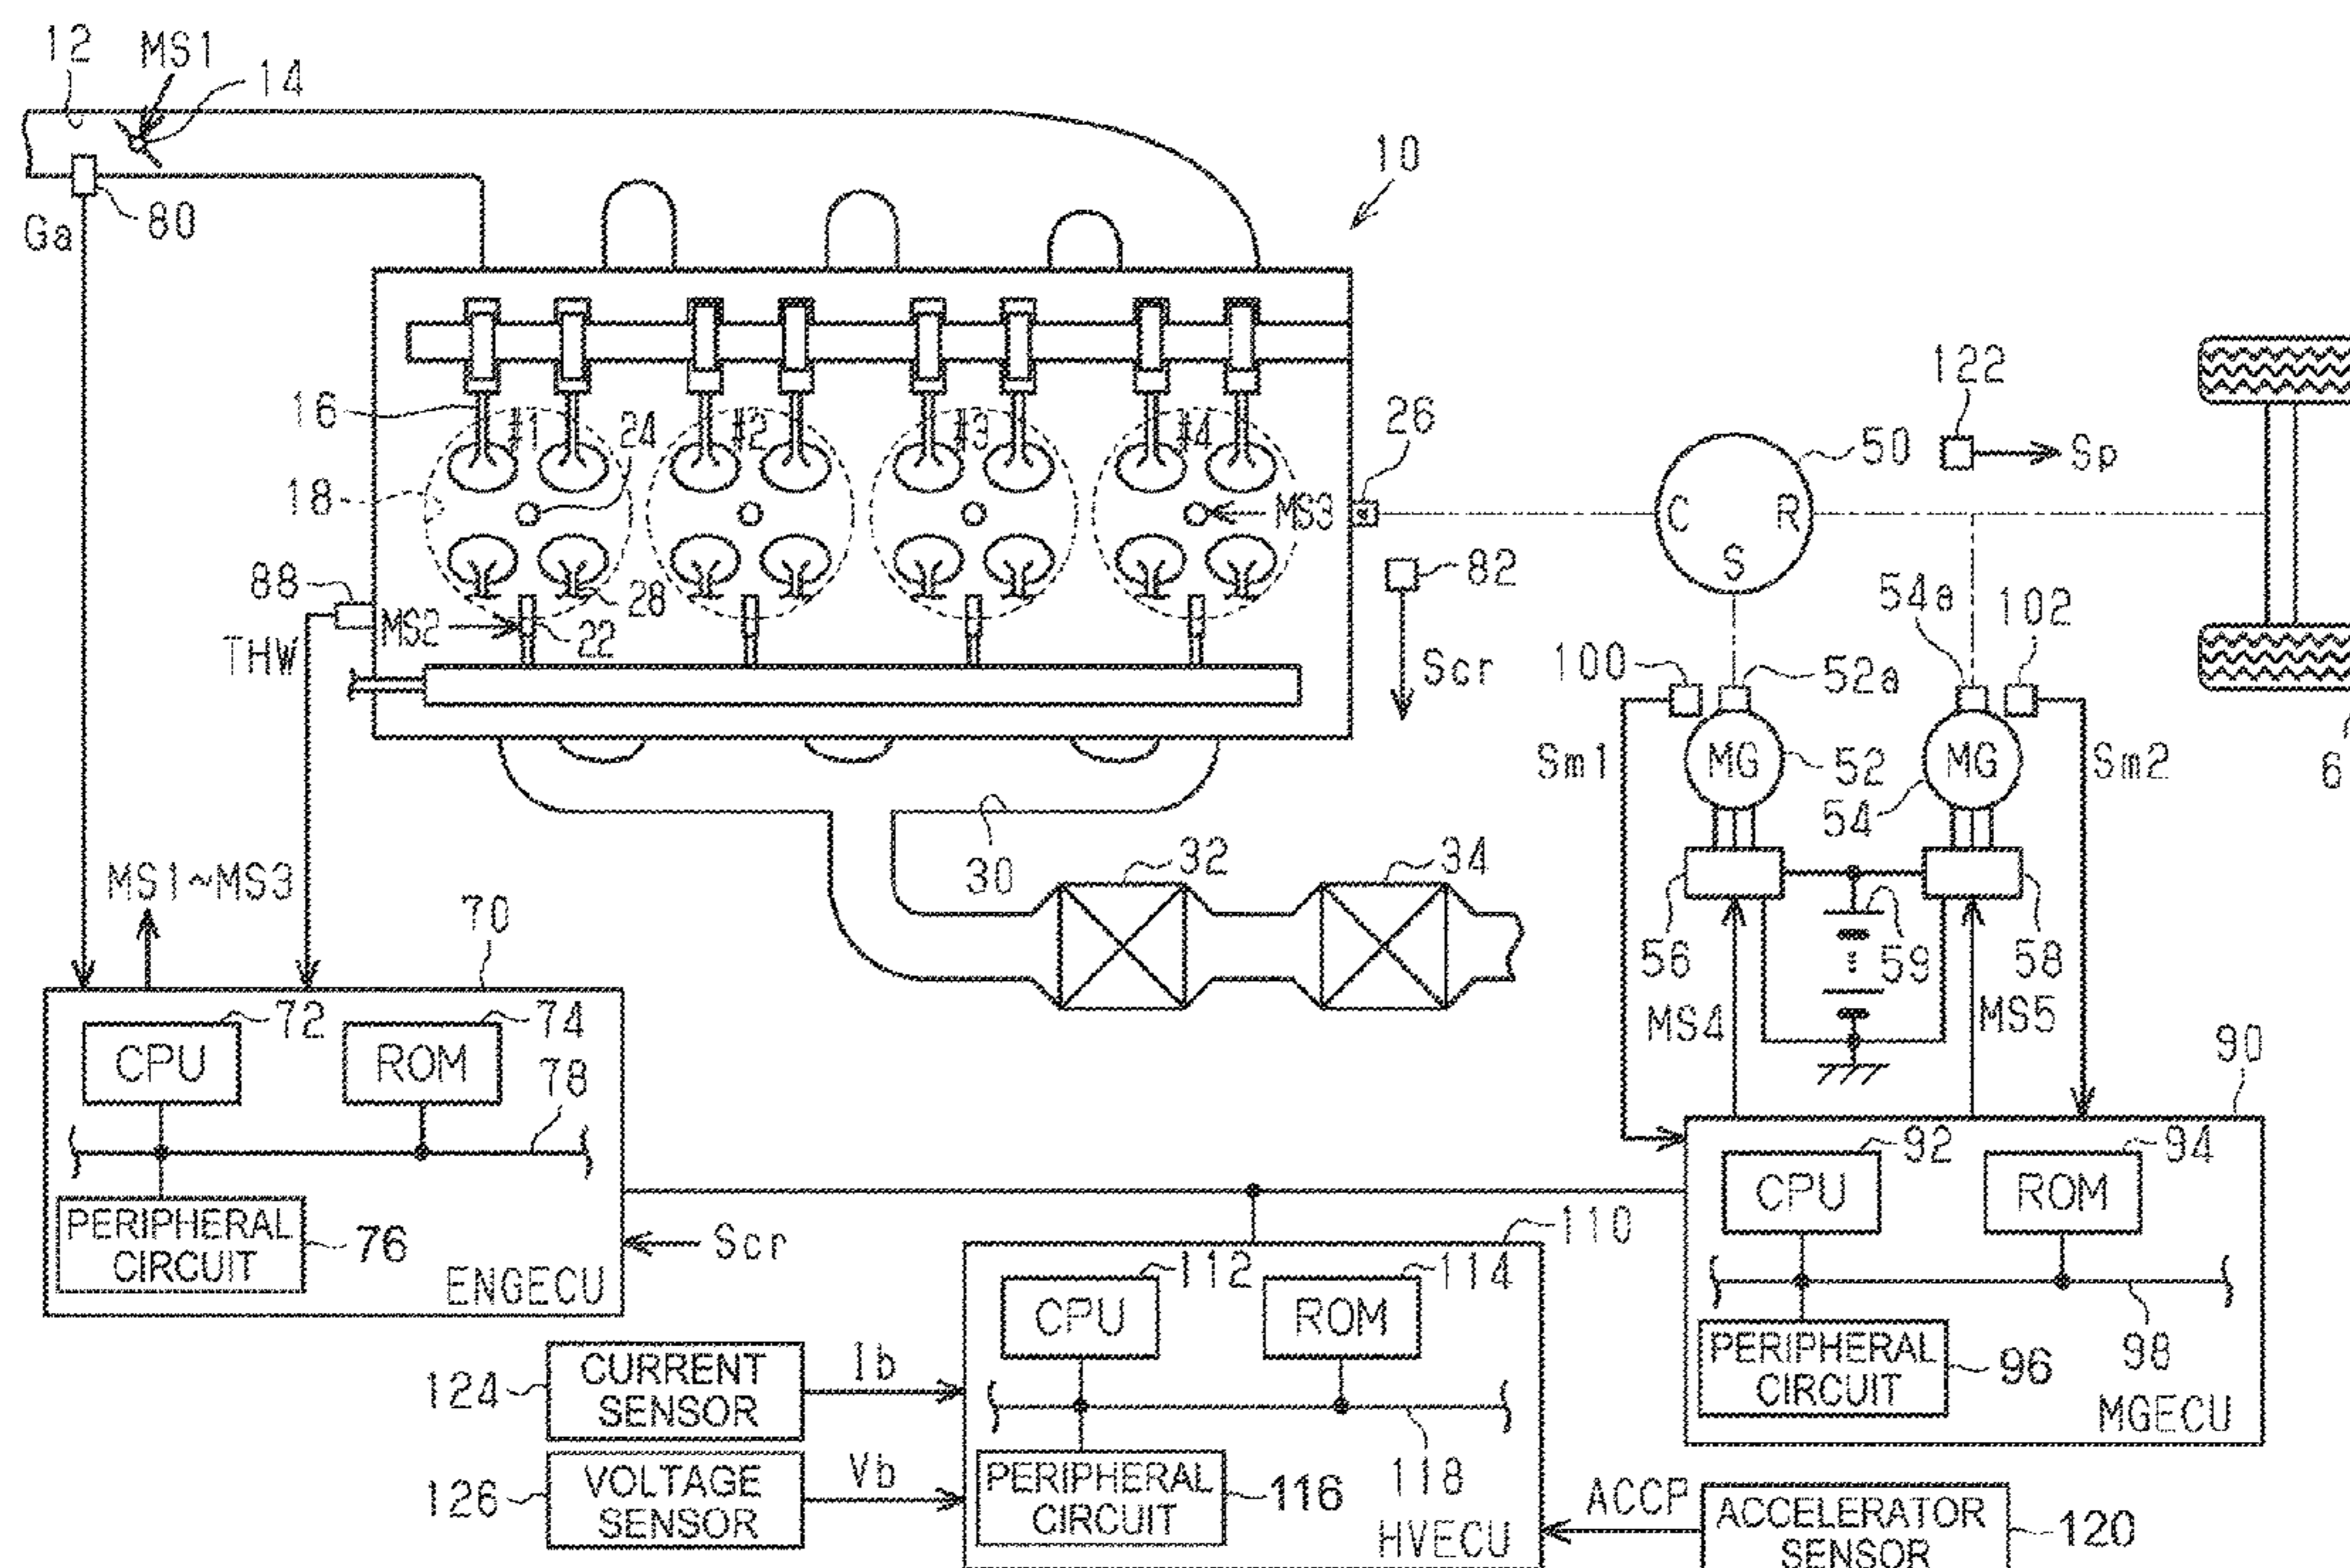 12
MS1
14
10
80
Ga
122
16
#1
24
#2
#3
#4
26
50
Sp
18
MS3
C
R
S
88
28
82
54a
102
MS2
22
THW
Scr
100
52a
Sm1
MG
52
MG
Sm2
54
6
MS1~MS3
30
32
34
70
56
59
58
72
74
MS4
MS5
CPU
ROM
78
90
92
94
CPU
ROM
PERIPHERAL
CIRCUIT
76
Scr
110
ENGECU
112
114
CPU
ROM
98
PERIPHERAL
CIRCUIT
96
MGECU
124
CURRENT
SENSOR
Ib
126
VOLTAGE
SENSOR
Vb
PERIPHERAL
CIRCUIT
116
118
HVECU
ACCP
ACCELERATOR
SENSOR
120